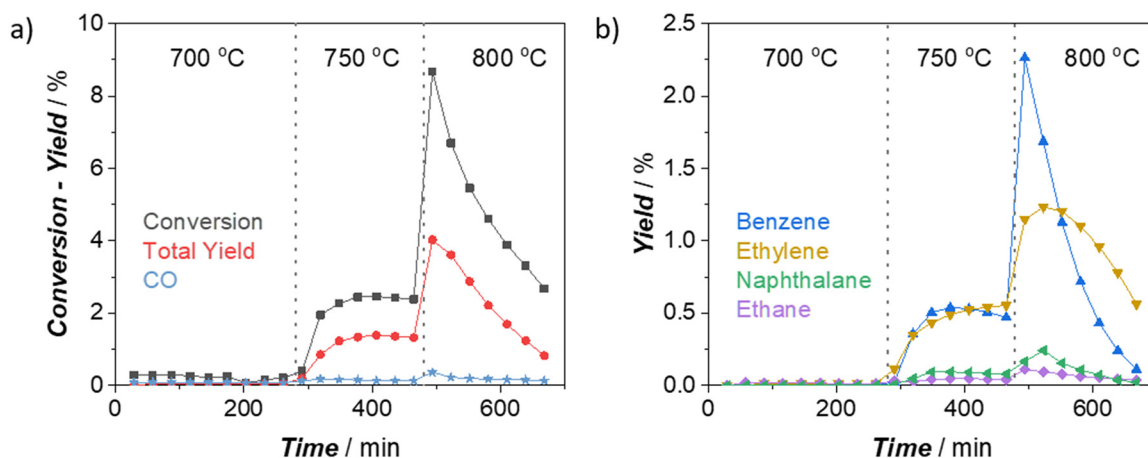 a)
10
8
6
4
2
0
Conversion - Yield / %
700 °C
750 °C
800 °C
Conversion
Total Yield
CO
0
200
400
600
Time / min
b)
2.5
2.0
1.5
1.0
0.5
0.0
Yield / %
700 °C
750 °C
800 °C
Benzene
Ethylene
Naphthalane
Ethane
0
200
400
600
Time / min